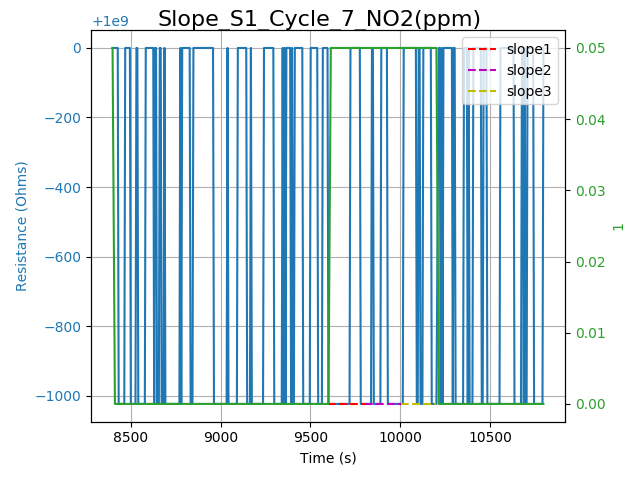 Slope_S1_Cycle_7_NO2(ppm)
+1e9
slope1
slope2
slope3
0
−200
−400
−600
−800
−1000
Resistance (Ohms)
0.05
0.04
0.03
0.02
0.01
0.00
1
8500 9000 9500 10000 10500
Time (s)